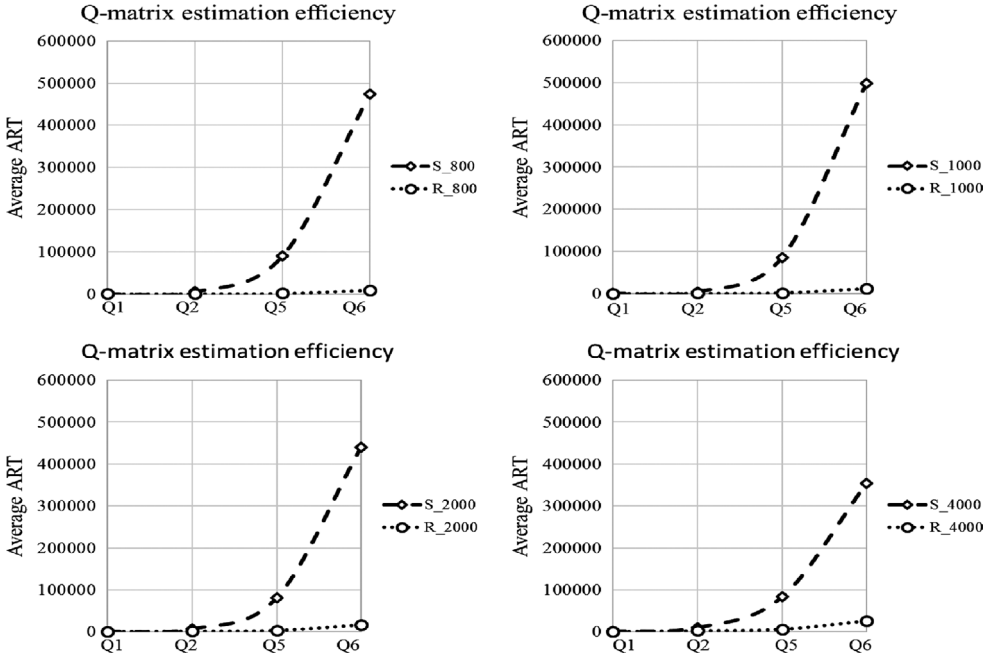 Q-matrix estimation efficiency
Average ART
600000
500000
400000
300000
200000
100000
0
Q1 Q2 Q5 Q6
S_800
R_800
Q-matrix estimation efficiency
Average ART
600000
500000
400000
300000
200000
100000
0
Q1 Q2 Q5 Q6
S_1000
R_1000
Q-matrix estimation efficiency
Average ART
600000
500000
400000
300000
200000
100000
0
Q1 Q2 Q5 Q6
S_2000
R_2000
Q-matrix estimation efficiency
Average ART
600000
500000
400000
300000
200000
100000
0
Q1 Q2 Q5 Q6
S_4000
R_4000